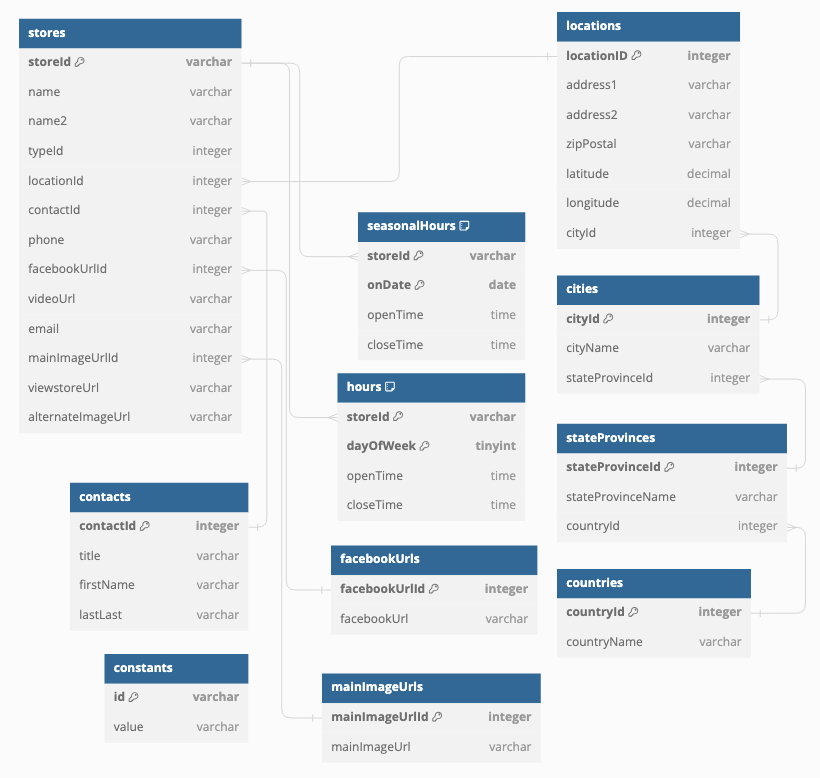 stores
storeId varchar
name varchar
name2 varchar
typeId integer
locationId integer
contactId integer
phone varchar
facebookUrlId integer
videoUrl varchar
email varchar
mainImageUrlId integer
viewstoreUrl varchar
alternateImageUrl varchar
contacts
contactId integer
title varchar
firstName varchar
lastLast varchar
constants
id varchar
value varchar
seasonalHours
storeId varchar
onDate date
openTime time
closeTime time
hours
storeId varchar
dayOfWeek tinyint
openTime time
closeTime time
facebookUrls
facebookUrlId integer
facebookUrl varchar
mainImageUrls
mainImageUrlId integer
mainImageUrl varchar
locations
locationID integer
address1 varchar
address2 varchar
zipPostal varchar
latitude decimal
longitude decimal
cityId integer
cities
cityId integer
cityName varchar
stateProvinceId integer
stateProvinces
stateProvinceId integer
stateProvinceName varchar
countryId integer
countries
countryId integer
countryName varchar